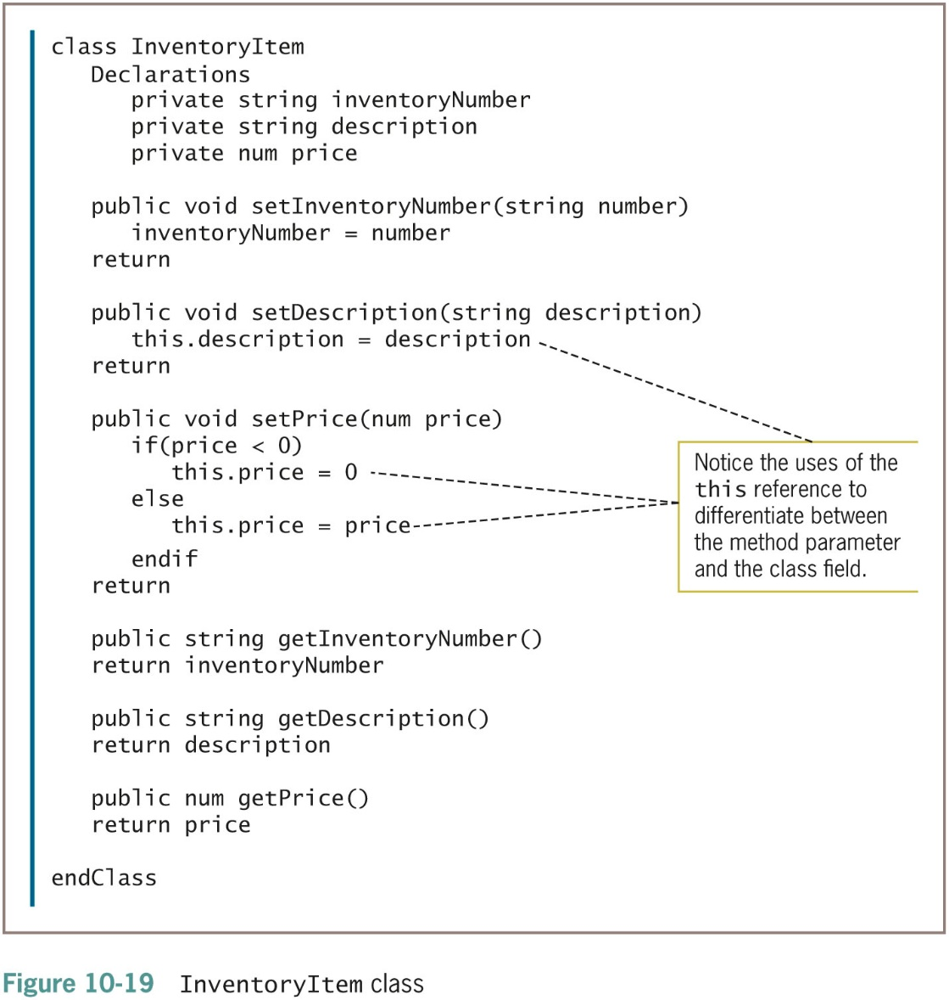 class InventoryItem
Declarations
private string inventoryNumber
private string description
private num price
public void setInventoryNumber(string number)
inventoryNumber = number
return
public void setDescription(string description)
this.description = description
return
public void setPrice(num price)
if(price < 0)
this.price = 0
else
this.price = price
endif
return
Notice the uses of the
this reference to
differentiate between
the method parameter
and the class field.
public string getInventoryNumber()
return inventoryNumber
public string getDescription()
return description
public num getPrice()
return price
endClass
Figure 10-19 InventoryItem class